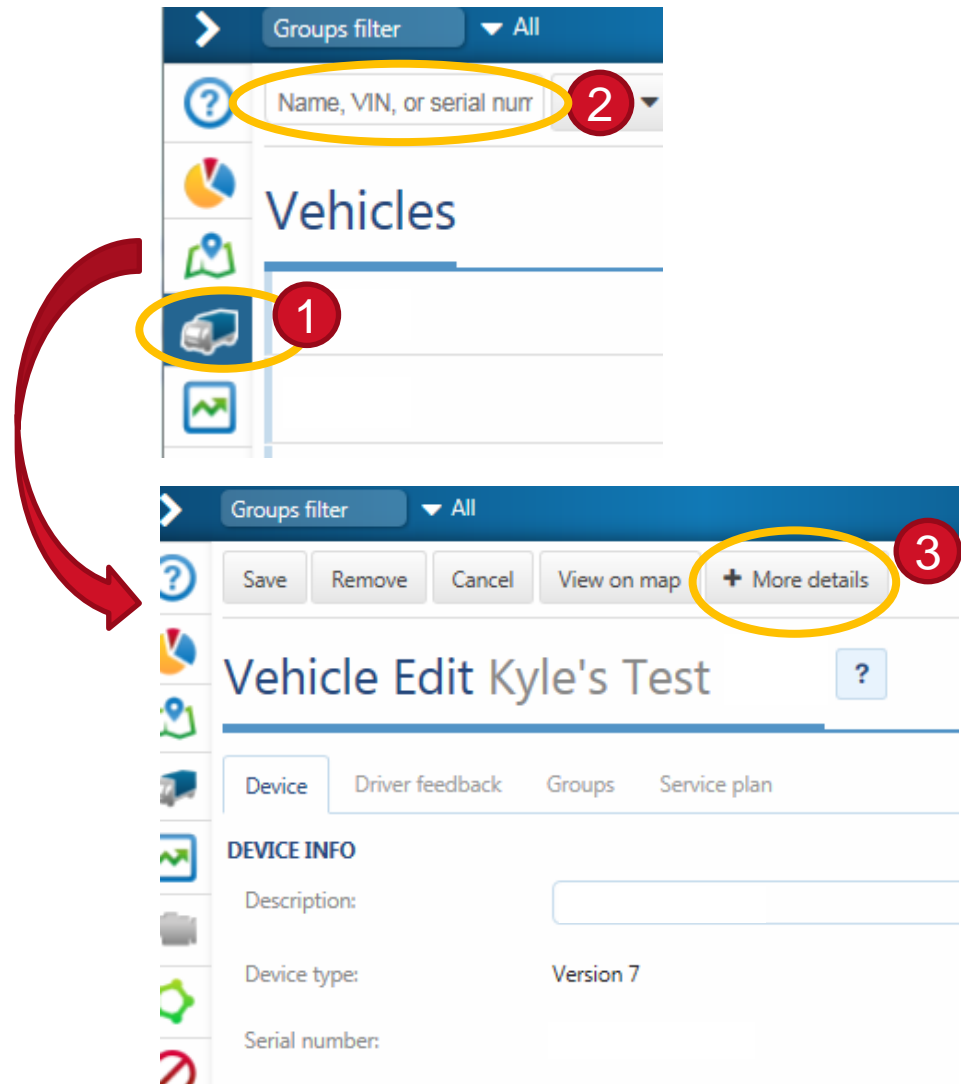 Groups filter All
?
Name, VIN, or serial num
2
Vehicles
1
Groups filter All
3
?
Save Remove Cancel View on map + More details
Vehicle Edit Kyle's Test ?
Device Driver feedback Groups Service plan
DEVICE INFO
Description:
Device type: Version 7
Serial number: